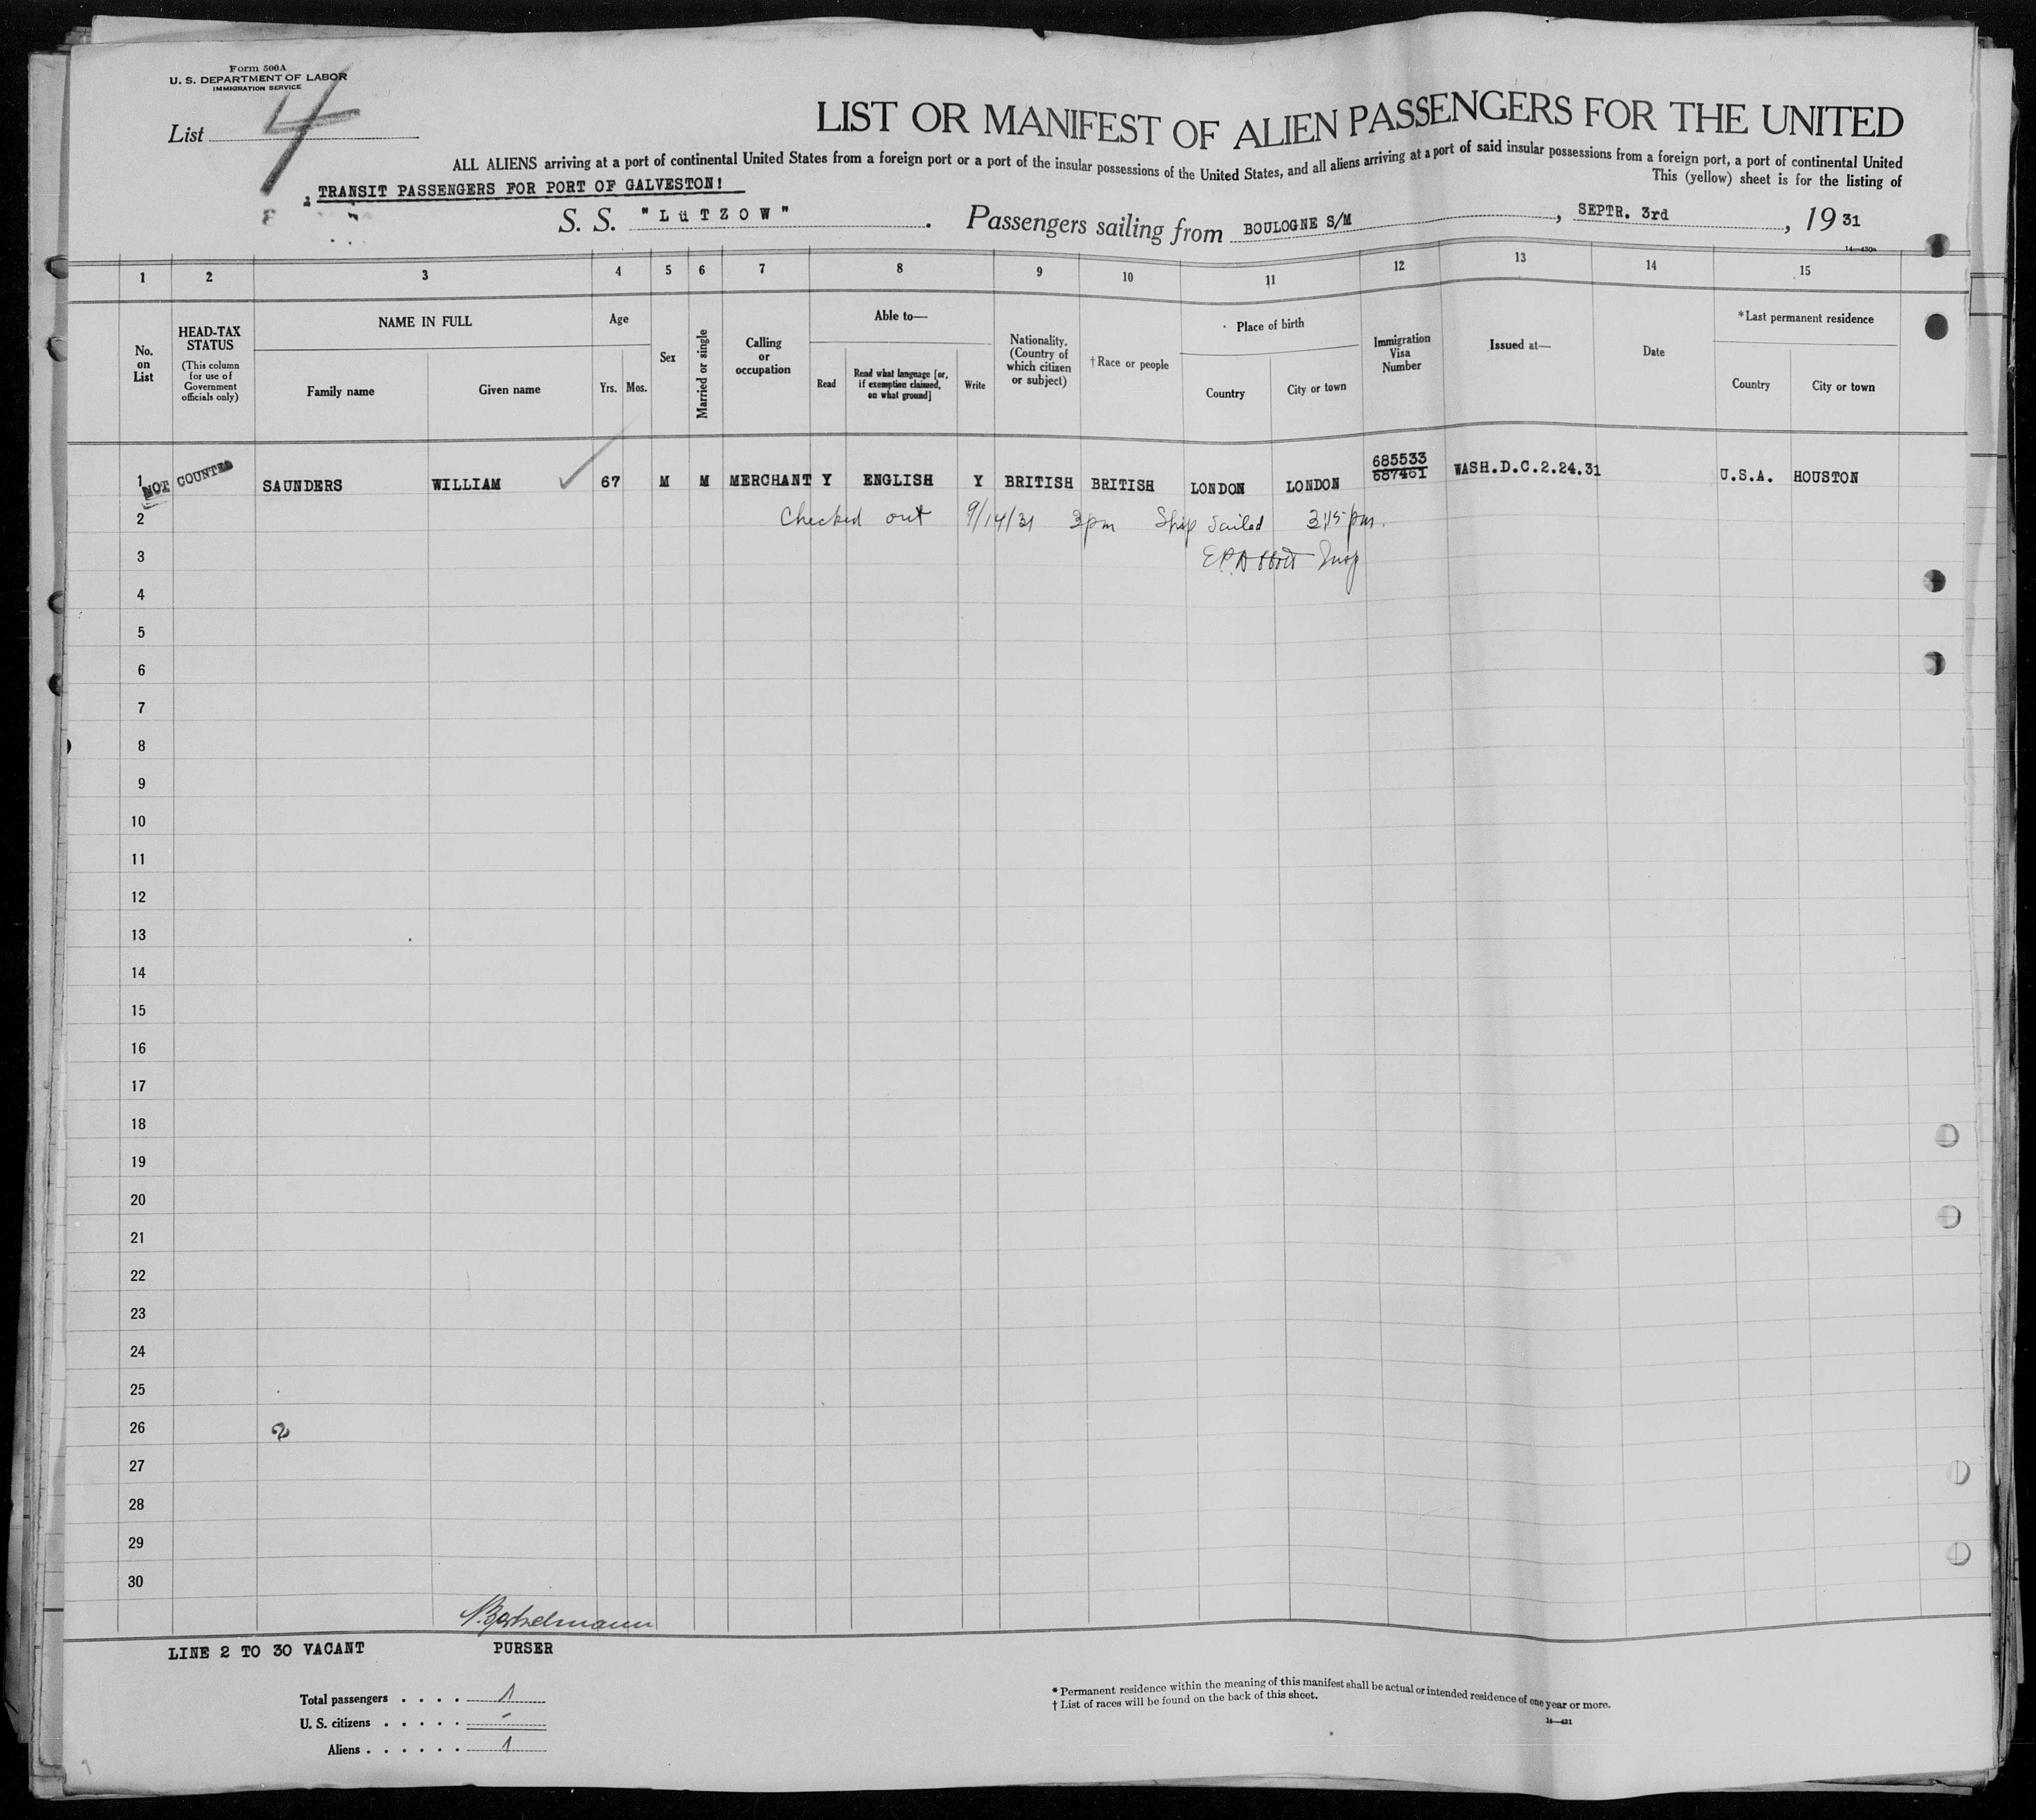 Form 500A
U. S. DEPARTMENT OF LABOR
IMMIGRATION SERVICE
List 4
LIST OR MANIFEST OF ALIEN PASSENGERS FOR THE UNITED
ALL ALIENS arriving at a port of continental United States from a foreign port or a port of the insular possessions of the United States, and all aliens arriving at a port of said insular possessions from a foreign port, a port of continental United
This (yellow) sheet is for the listing of
TRANSIT PASSENGERS FOR PORT OF GALVESTON!
S. S. "LüTZOW". Passengers sailing from BOULOGNE S/M, SEPTR. 3rd, 1931
14—430a
1 2 3 4 5 6 7 8 9 10 11 12 13 14 15
No. on List
HEAD-TAX STATUS
(This column for use of Government officials only)
NAME IN FULL
Family name
Given name
Age
Yrs. Mos.
Sex
Married or single
Calling or occupation
Able to—
Read
Read what language [or, if exemption claimed, on what ground]
Write
Nationality. (Country of which citizen or subject)
†Race or people
Place of birth
Country
City or town
Immigration Visa Number
Issued at—
Date
*Last permanent residence
Country
City or town
685533
1 NOT COUNTED SAUNDERS WILLIAM 67 M M MERCHANT Y ENGLISH Y BRITISH BRITISH LONDON LONDON 687461 WASH.D.C.2.24.31 U.S.A. HOUSTON
2 Checked out 9/14/31 3pm Ship Sailed 3:15 pm.
3 Insp
4
5
6
7
8
9
10
11
12
13
14
15
16
17
18
19
20
21
22
23
24
25
26
27
28
29
30
LINE 2 TO 30 VACANT PURSER
Total passengers . . . . 1
U. S. citizens . . . . . -
Aliens . . . . . . 1
* Permanent residence within the meaning of this manifest shall be actual or intended residence of one year or more.
† List of races will be found on the back of this sheet.
14—431